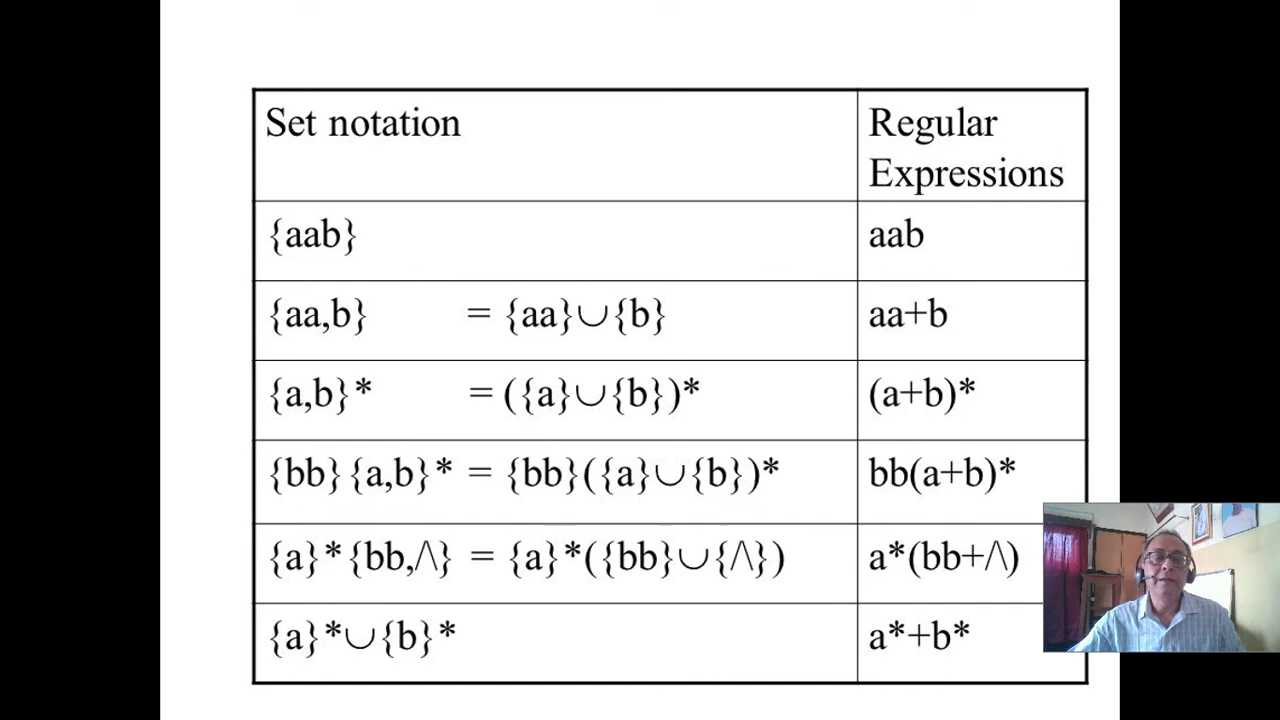 Set notation
Regular
Expressions
{aab}
aab
{aa,b} = {aa}∪{b}
aa+b
{a,b}* = ({a}∪{b})*
(a+b)*
{bb}{a,b}* = {bb}({a}∪{b})*
bb(a+b)*
{a}*{bb,/\} = {a}*({bb}∪{/\})
a*(bb+/\)
{a}*∪{b}*
a*+b*